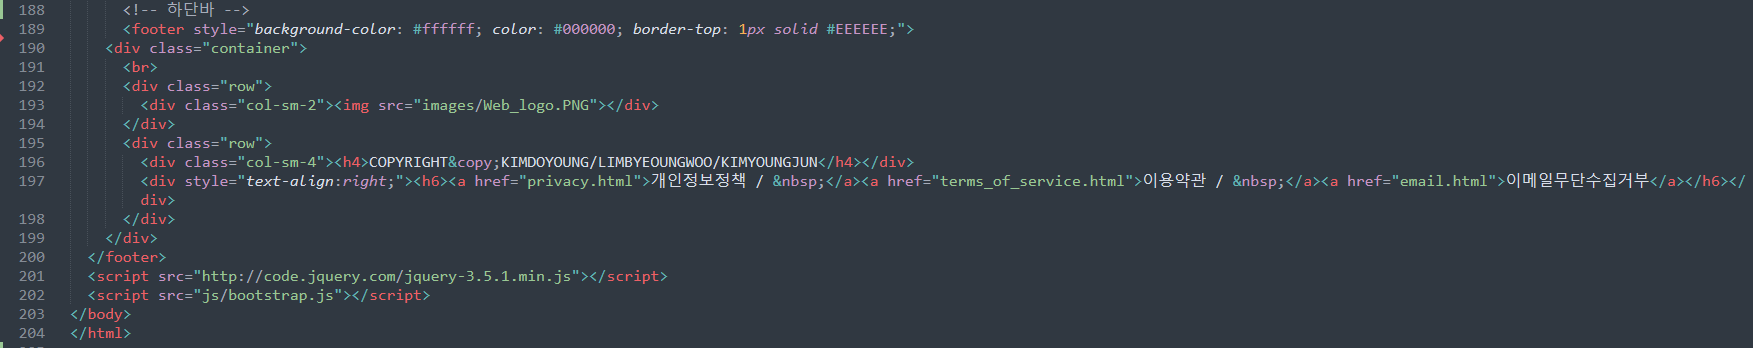 188 <!-- 하단바 -->
189 <footer style="background-color: #ffffff; color: #000000; border-top: 1px solid #EEEEEE;">
190 <div class="container">
191 <br>
192 <div class="row">
193 <div class="col-sm-2"><img src="images/Web_logo.PNG"></div>
194 </div>
195 <div class="row">
196 <div class="col-sm-4"><h4>COPYRIGHT&copy;KIMDOYOUNG/LIMBYEOUNGWOO/KIMYOUNGJUN</h4></div>
197 <div style="text-align:right;"><h6><a href="privacy.html">개인정보정책 / &nbsp;</a><a href="terms_of_service.html">이용약관 / &nbsp;</a><a href="email.html">이메일무단수집거부</a></h6></
div>
198 </div>
199 </div>
200 </footer>
201 <script src="http://code.jquery.com/jquery-3.5.1.min.js"></script>
202 <script src="js/bootstrap.js"></script>
203 </body>
204 </html>